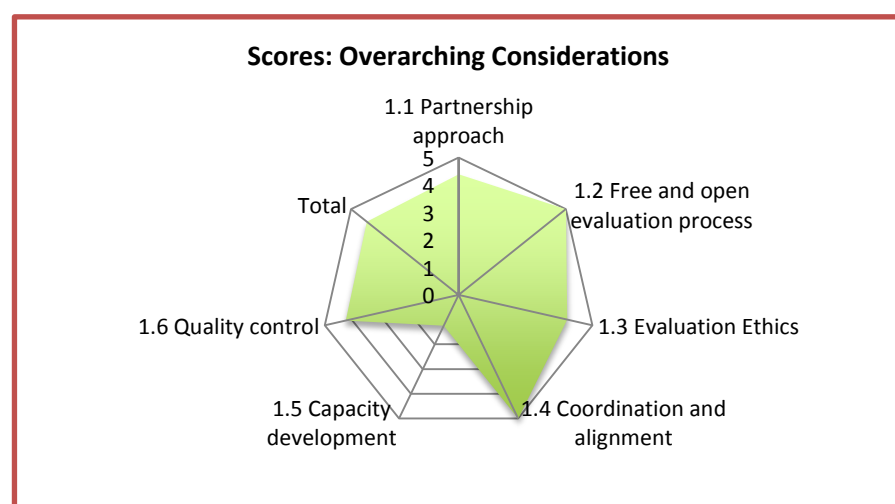 Scores: Overarching Considerations
1.1 Partnership
approach
5
4
3
2
1
0
1.2 Free and open
evaluation process
1.3 Evaluation Ethics
1.4 Coordination and
alignment
1.5 Capacity
development
1.6 Quality control
Total